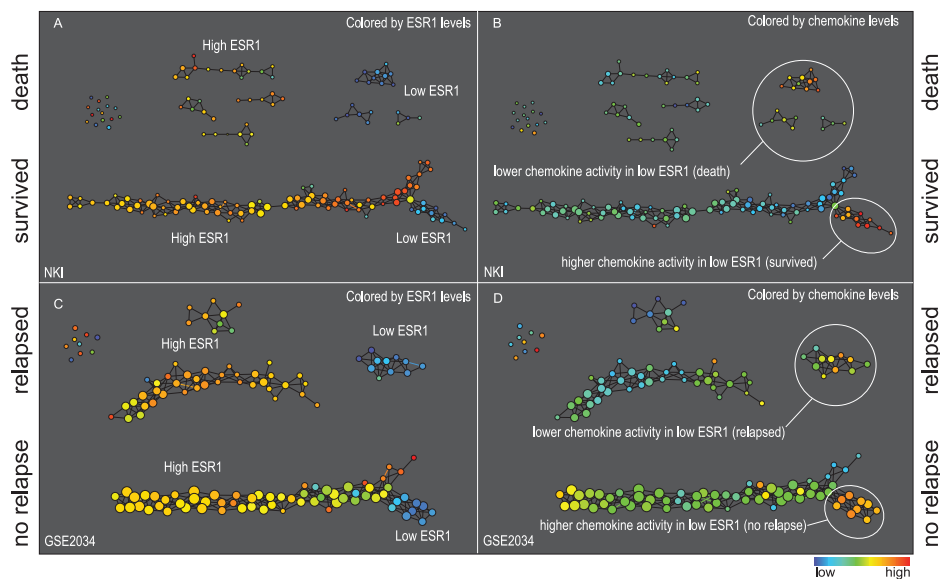 A
Colored by ESR1 levels
High ESR1
Low ESR1
death
survived
High ESR1
Low ESR1
NKI
B
Colored by chemokine levels
death
lower chemokine activity in low ESR1 (death)
survived
higher chemokine activity in low ESR1 (survived)
NKI
C
Colored by ESR1 levels
High ESR1
Low ESR1
relapsed
no relapse
High ESR1
Low ESR1
GSE2034
D
Colored by chemokine levels
relapsed
lower chemokine activity in low ESR1 (relapsed)
no relapse
higher chemokine activity in low ESR1 (no relapse)
GSE2034
low high